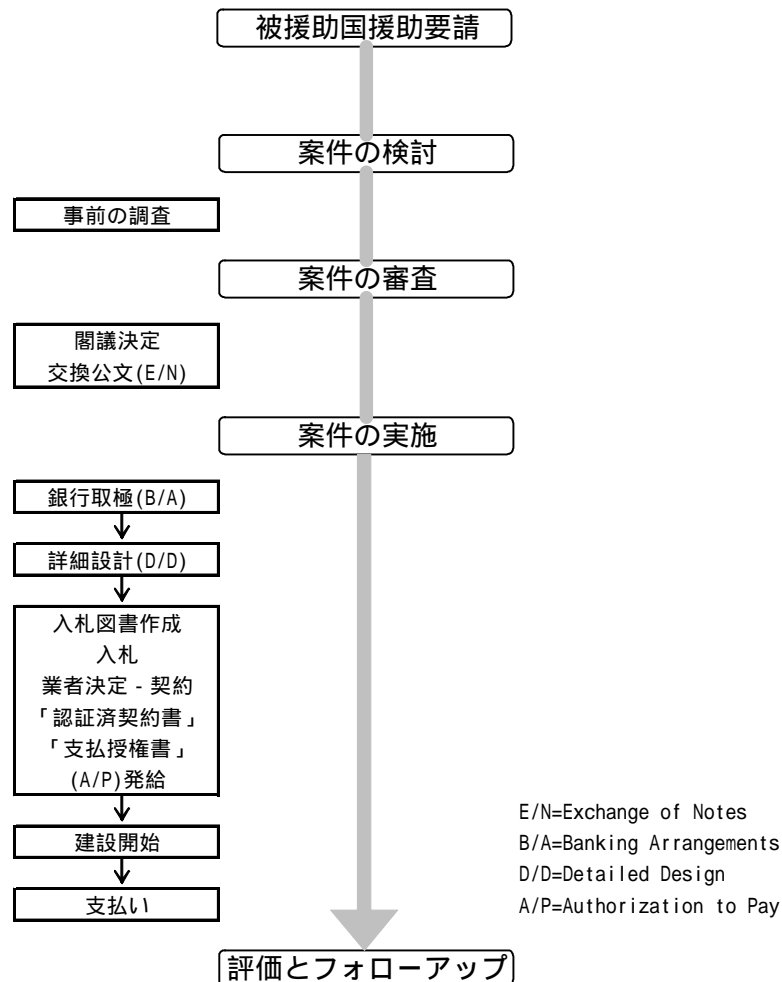 被援助国援助要請
案件の検討
事前の調査
案件の審査
閣議決定
交換公文(E/N)
案件の実施
銀行取極(B/A)
詳細設計(D/D)
入札図書作成
入札
業者決定 - 契約
「認証済契約書」
「支払授権書」
(A/P)発給
建設開始
支払い
E/N=Exchange of Notes
B/A=Banking Arrangements
D/D=Detailed Design
A/P=Authorization to Pay
評価とフォローアップ